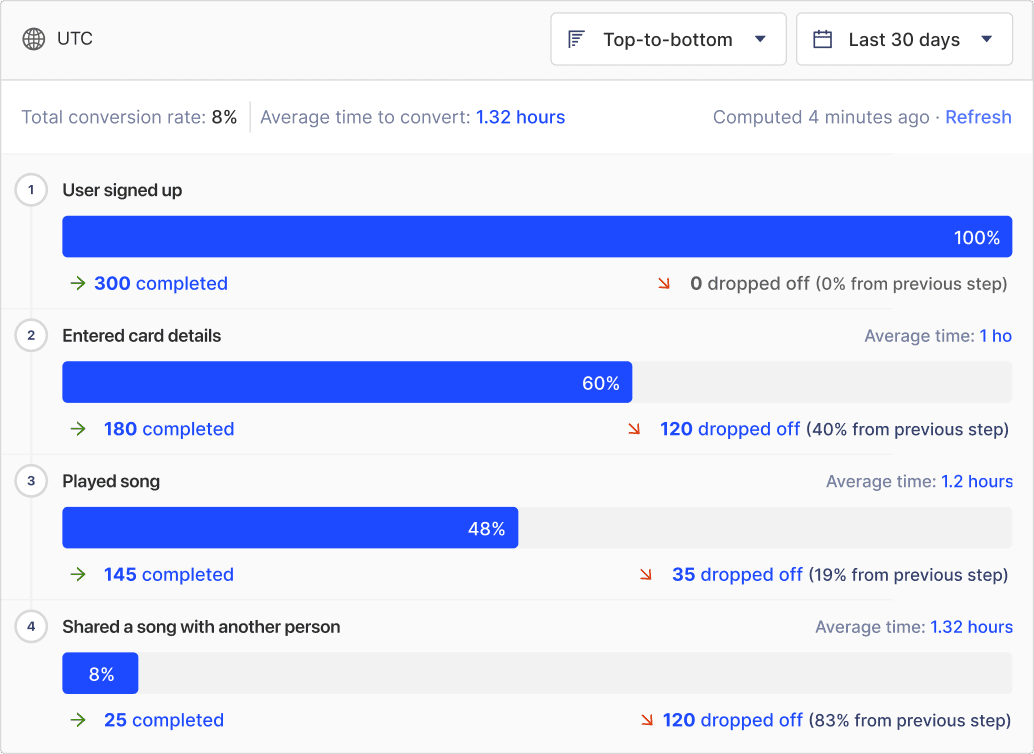 UTC Top-to-bottom Last 30 days
Total conversion rate: 8% Average time to convert: 1.32 hours Computed 4 minutes ago · Refresh
1 User signed up
100%
300 completed 0 dropped off (0% from previous step)
2 Entered card details Average time: 1 ho
60%
180 completed 120 dropped off (40% from previous step)
3 Played song Average time: 1.2 hours
48%
145 completed 35 dropped off (19% from previous step)
4 Shared a song with another person Average time: 1.32 hours
8%
25 completed 120 dropped off (83% from previous step)